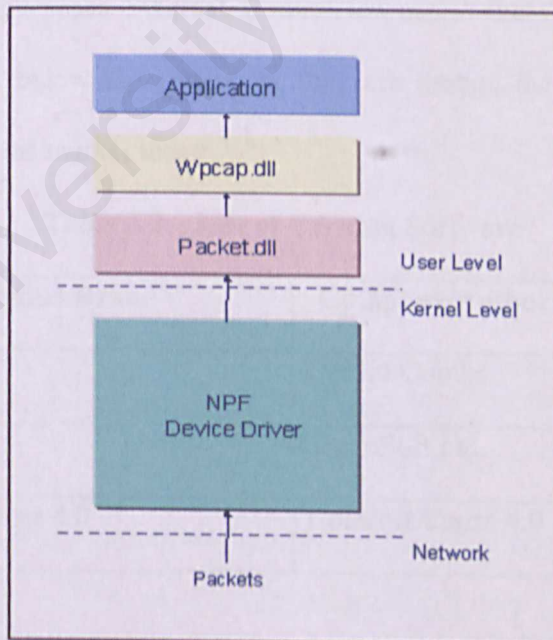 Application
Wpcap.dll
Packet.dll
User Level
Kernel Level
NPF
Device Driver
Network
Packets